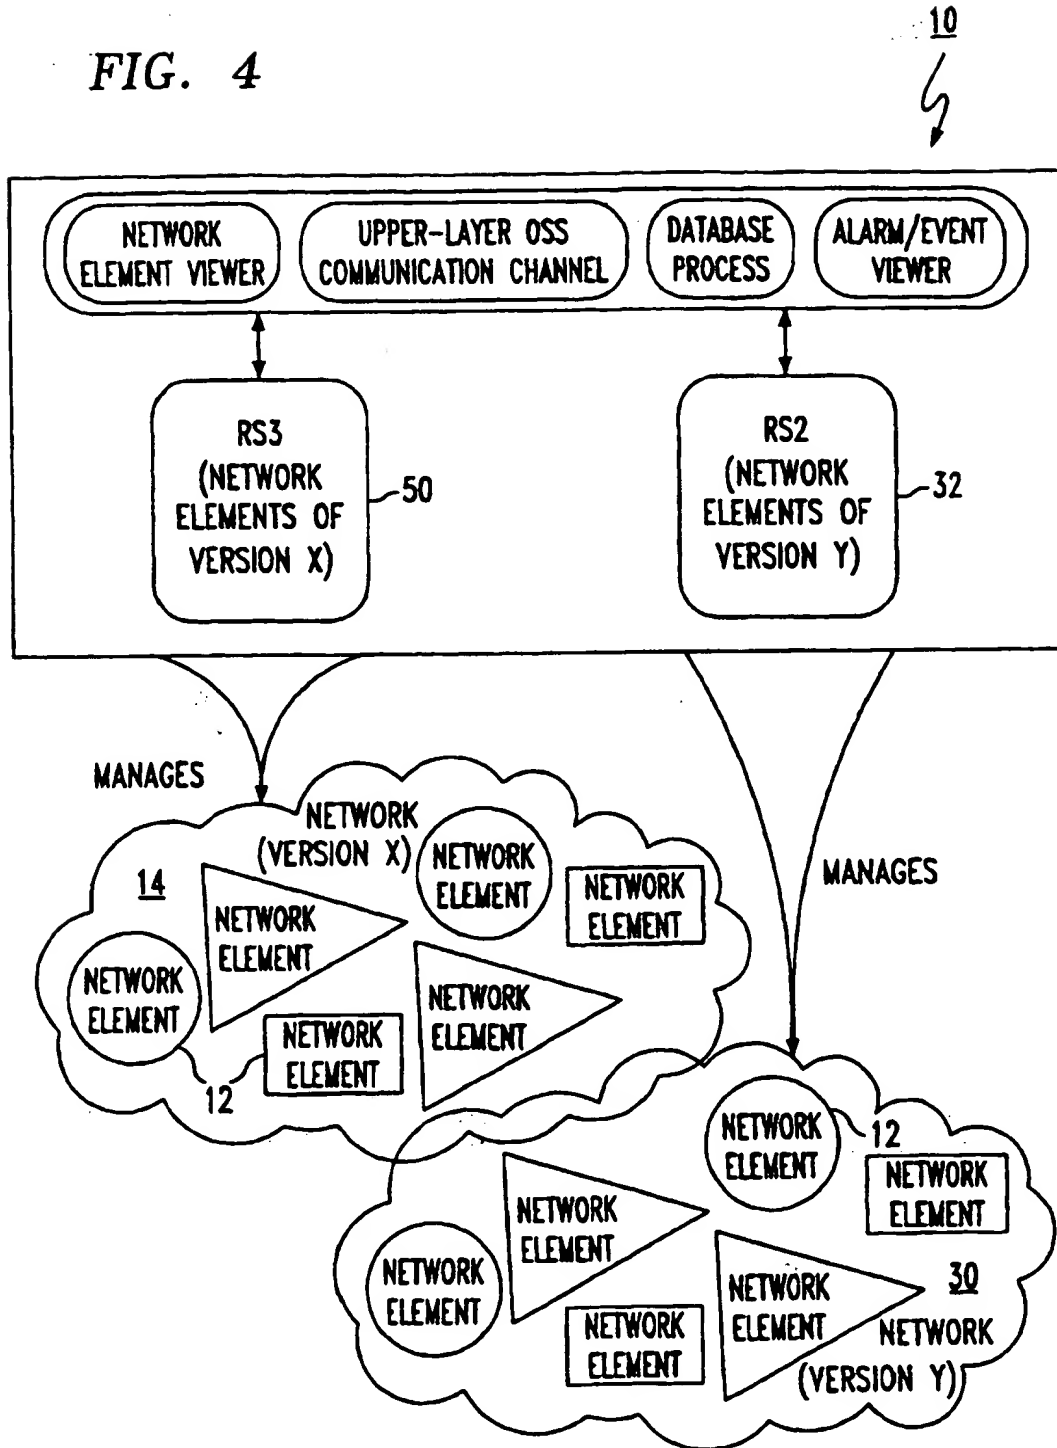 FIG. 4
10
NETWORK
ELEMENT VIEWER
UPPER-LAYER OSS
COMMUNICATION CHANNEL
DATABASE
PROCESS
ALARM/EVENT
VIEWER
RS3
(NETWORK
ELEMENTS OF
VERSION X)
50
RS2
(NETWORK
ELEMENTS OF
VERSION Y)
32
MANAGES
MANAGES
NETWORK
(VERSION X)
14
NETWORK
ELEMENT
NETWORK
ELEMENT
NETWORK
ELEMENT
NETWORK
ELEMENT
NETWORK
ELEMENT
NETWORK
ELEMENT
12
NETWORK
ELEMENT
12
NETWORK
ELEMENT
NETWORK
ELEMENT
NETWORK
ELEMENT
NETWORK
ELEMENT
NETWORK
ELEMENT
30
NETWORK
(VERSION Y)